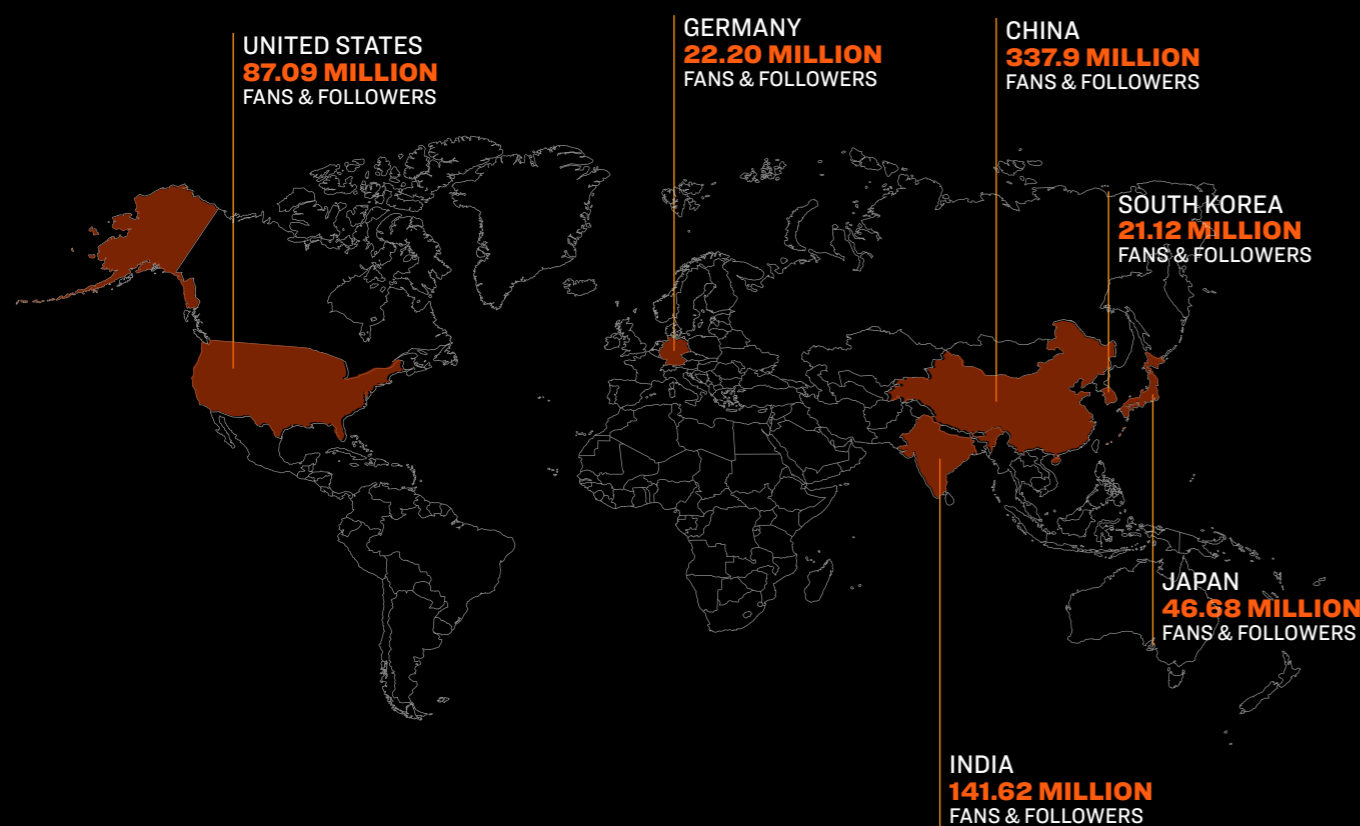 UNITED STATES
87.09 MILLION
FANS & FOLLOWERS
GERMANY
22.20 MILLION
FANS & FOLLOWERS
CHINA
337.9 MILLION
FANS & FOLLOWERS
SOUTH KOREA
21.12 MILLION
FANS & FOLLOWERS
JAPAN
46.68 MILLION
FANS & FOLLOWERS
INDIA
141.62 MILLION
FANS & FOLLOWERS